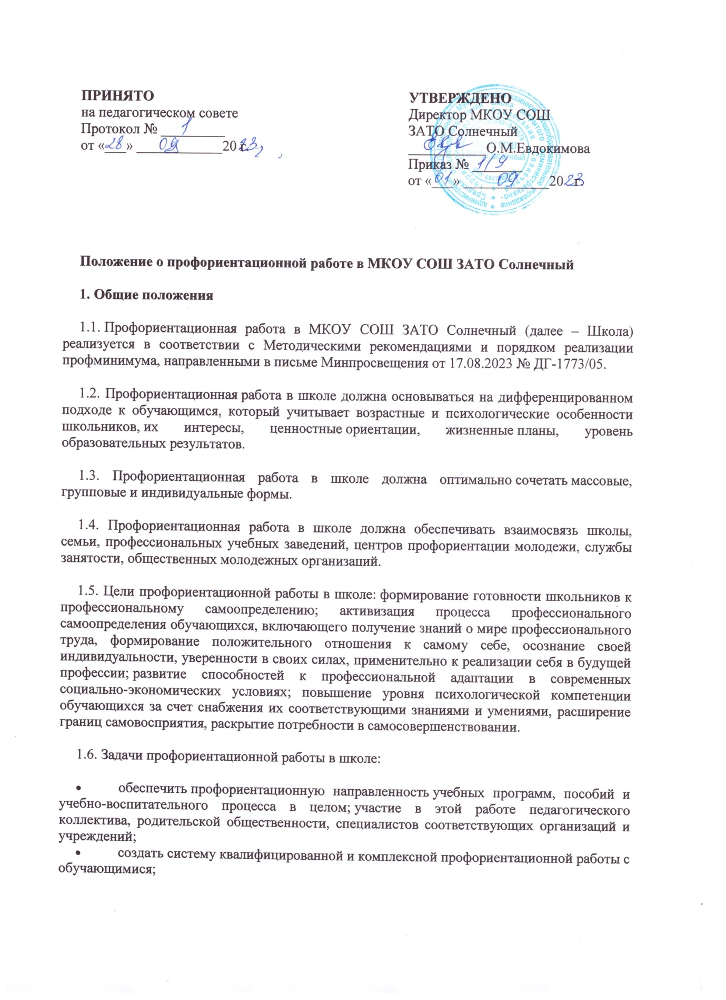 ПРИНЯТО
на педагогическом совете
Протокол № 1
от «28» 09 2023 г.
УТВЕРЖДЕНО
Директор МКОУ СОШ
ЗАТО Солнечный
О.М.Евдокимова
Приказ № 1/9
от «01» 09 2023 г.
Положение о профориентационной работе в МКОУ СОШ ЗАТО Солнечный
1. Общие положения
1.1. Профориентационная работа в МКОУ СОШ ЗАТО Солнечный (далее – Школа)
реализуется в соответствии с Методическими рекомендациями и порядком реализации
профминимума, направленными в письме Минпросвещения от 17.08.2023 № ДГ-1773/05.
1.2. Профориентационная работа в школе должна основываться на дифференцированном
подходе к обучающимся, который учитывает возрастные и психологические особенности
школьников, их интересы, ценностные ориентации, жизненные планы, уровень
образовательных результатов.
1.3. Профориентационная работа в школе должна оптимально сочетать массовые,
групповые и индивидуальные формы.
1.4. Профориентационная работа в школе должна обеспечивать взаимосвязь школы,
семьи, профессиональных учебных заведений, центров профориентации молодежи, службы
занятости, общественных молодежных организаций.
1.5. Цели профориентационной работы в школе: формирование готовности школьников к
профессиональному самоопределению; активизация процесса профессионального
самоопределения обучающихся, включающего получение знаний о мире профессионального
труда, формирование положительного отношения к самому себе, осознание своей
индивидуальности, уверенности в своих силах, применительно к реализации себя в будущей
профессии; развитие способностей к профессиональной адаптации в современных
социально-экономических условиях; повышение уровня психологической компетенции
обучающихся за счет снабжения их соответствующими знаниями и умениями, расширение
границ самовосприятия, раскрытие потребности в самосовершенствовании.
1.6. Задачи профориентационной работы в школе:
• обеспечить профориентационную направленность учебных программ, пособий и
учебно-воспитательного процесса в целом; участие в этой работе педагогического
коллектива, родительской общественности, специалистов соответствующих организаций и
учреждений;
• создать систему квалифицированной и комплексной профориентационной работы с
обучающимися;